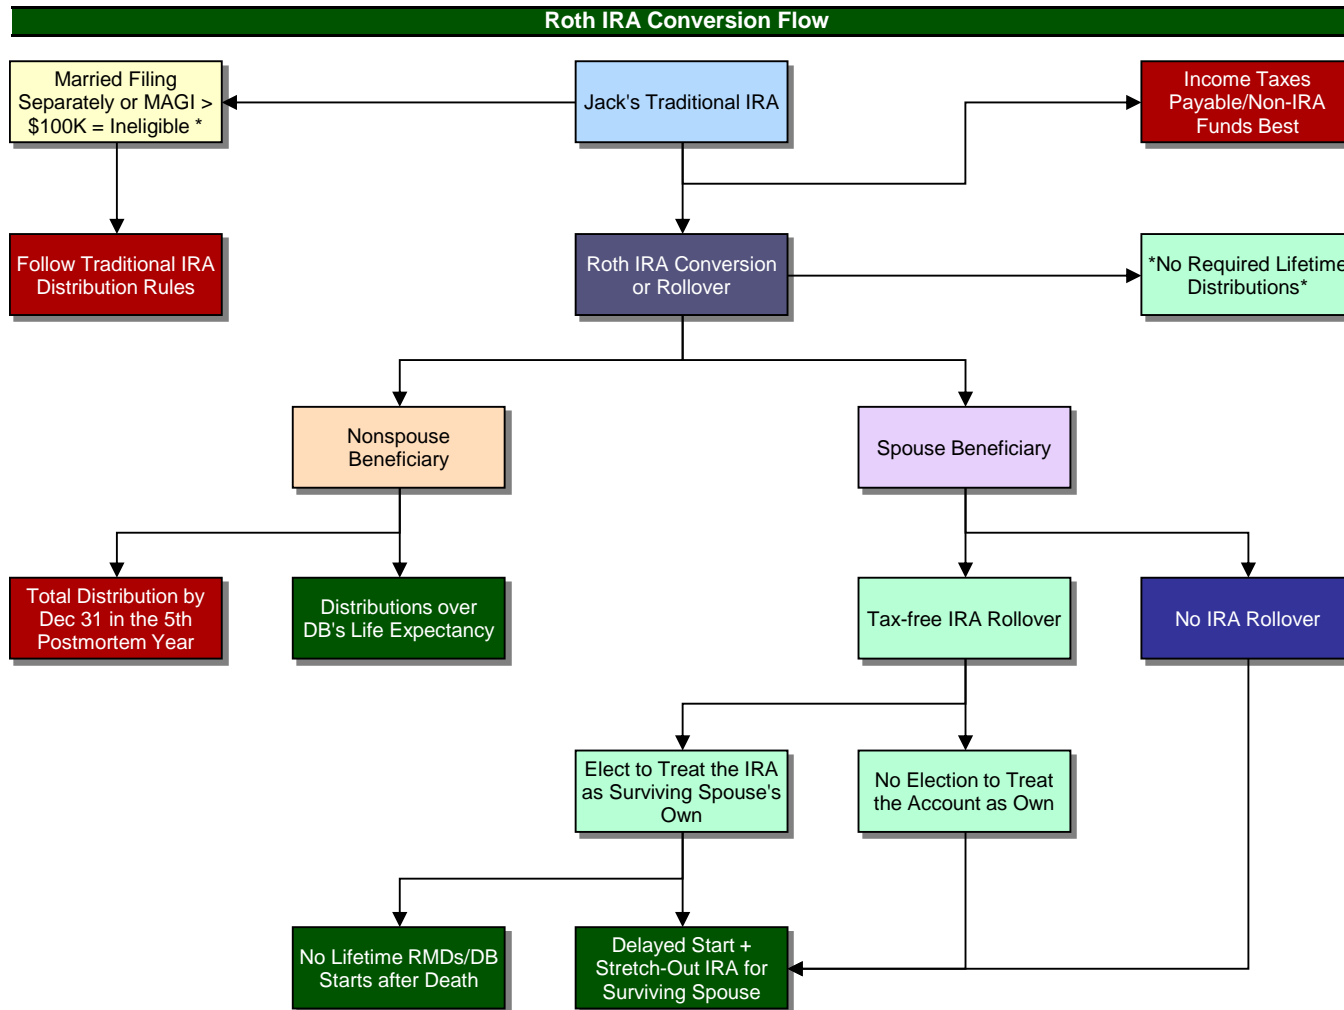 Roth IRA Conversion Flow
Married Filing
Separately or MAGI >
$100K = Ineligible *
Jack's Traditional IRA
Income Taxes
Payable/Non-IRA
Funds Best
Follow Traditional IRA
Distribution Rules
Roth IRA Conversion
or Rollover
*No Required Lifetime
Distributions*
Nonspouse
Beneficiary
Spouse Beneficiary
Total Distribution by
Dec 31 in the 5th
Postmortem Year
Distributions over
DB's Life Expectancy
Tax-free IRA Rollover
No IRA Rollover
Elect to Treat the IRA
as Surviving Spouse's
Own
No Election to Treat
the Account as Own
No Lifetime RMDs/DB
Starts after Death
Delayed Start +
Stretch-Out IRA for
Surviving Spouse